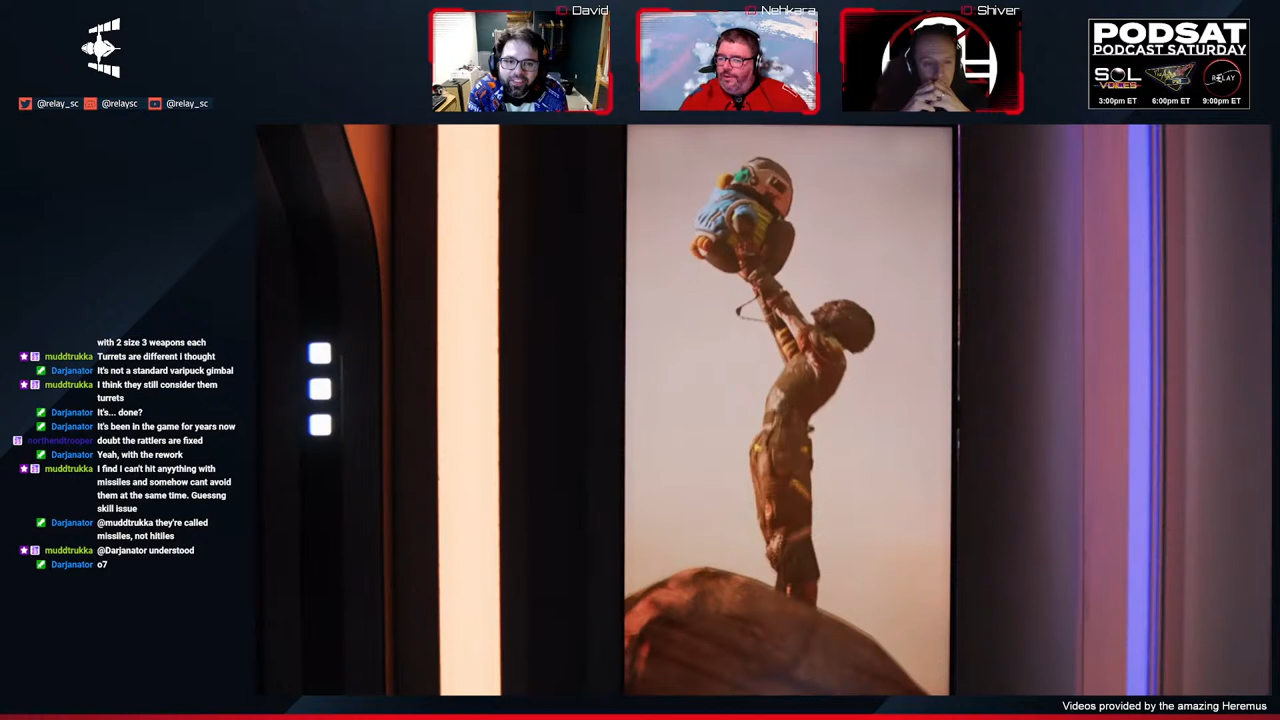 David
Nehkara
Shiver
PODSAT
PODCAST SATURDAY
SOL
VOICES
RELAY
3:00pm ET
6:00pm ET
9:00pm ET
@relay_sc
@relaysc
@relay_sc
with 2 size 3 weapons each
muddtrukka Turrets are different i thought
Darjanator It's not a standard varipuck gimbal
muddtrukka I think they still consider them
turrets
Darjanator It's... done?
Darjanator It's been in the game for years now
northendtrooper doubt the rattlers are fixed
Darjanator Yeah, with the rework
muddtrukka I find I can't hit anyything with
missiles and somehow cant avoid
them at the same time. Guessng
skill issue
Darjanator @muddtrukka they're called
missiles, not hitiles
muddtrukka @Darjanator understood
Darjanator o7
Videos provided by the amazing Heremus